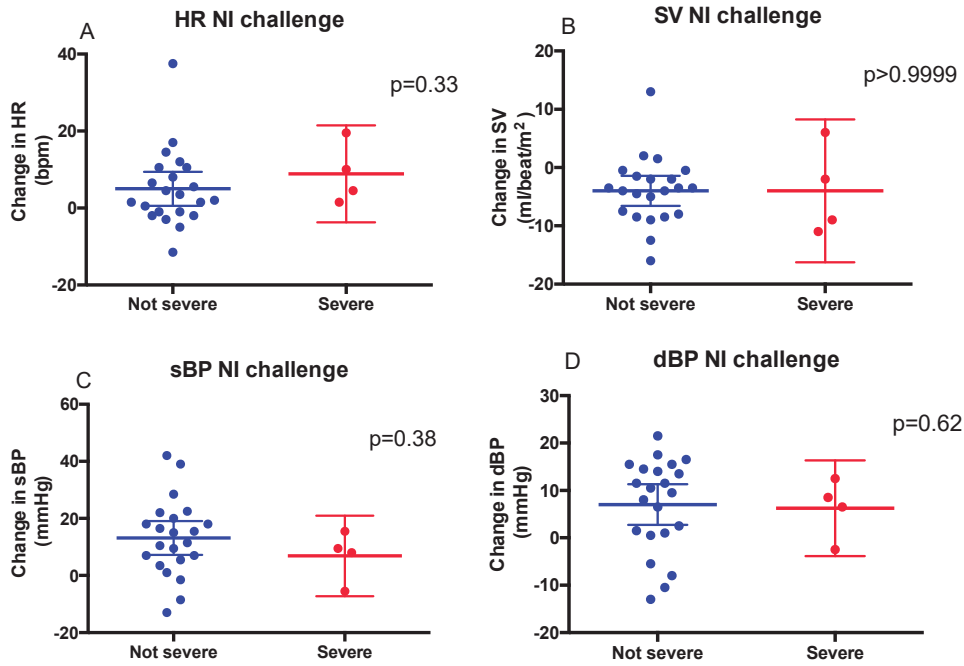 A
HR NI challenge
Change in HR
(bpm)
40
20
0
-20
p=0.33
Not severe
Severe
B
SV NI challenge
Change in SV
(ml/beat/m²)
20
10
0
-10
-20
p>0.9999
Not severe
Severe
C
sBP NI challenge
Change in sBP
(mmHg)
60
40
20
0
-20
p=0.38
Not severe
Severe
D
dBP NI challenge
Change in dBP
(mmHg)
30
20
10
0
-10
-20
p=0.62
Not severe
Severe